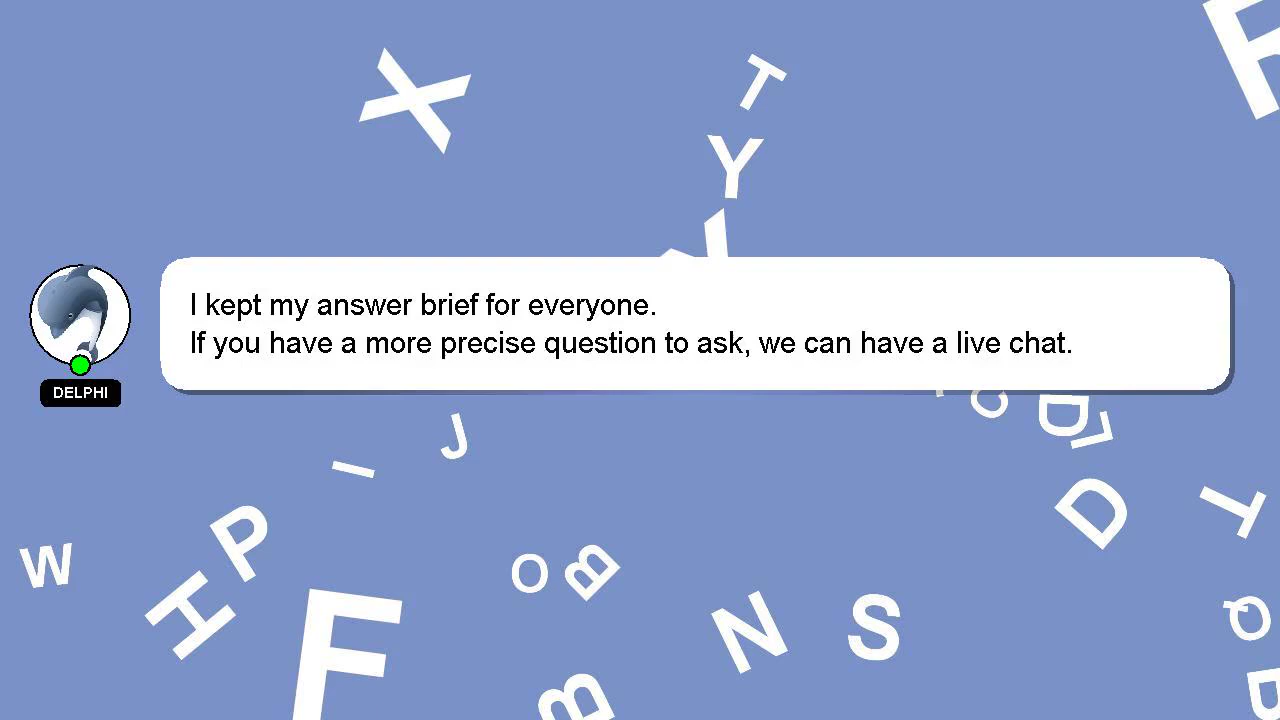 X
T
Y
I kept my answer brief for everyone.
If you have a more precise question to ask, we can have a live chat.
DELPHI
C
D
L
J
I
D
T
P
W
O
B
H
F
N
S
Q
B